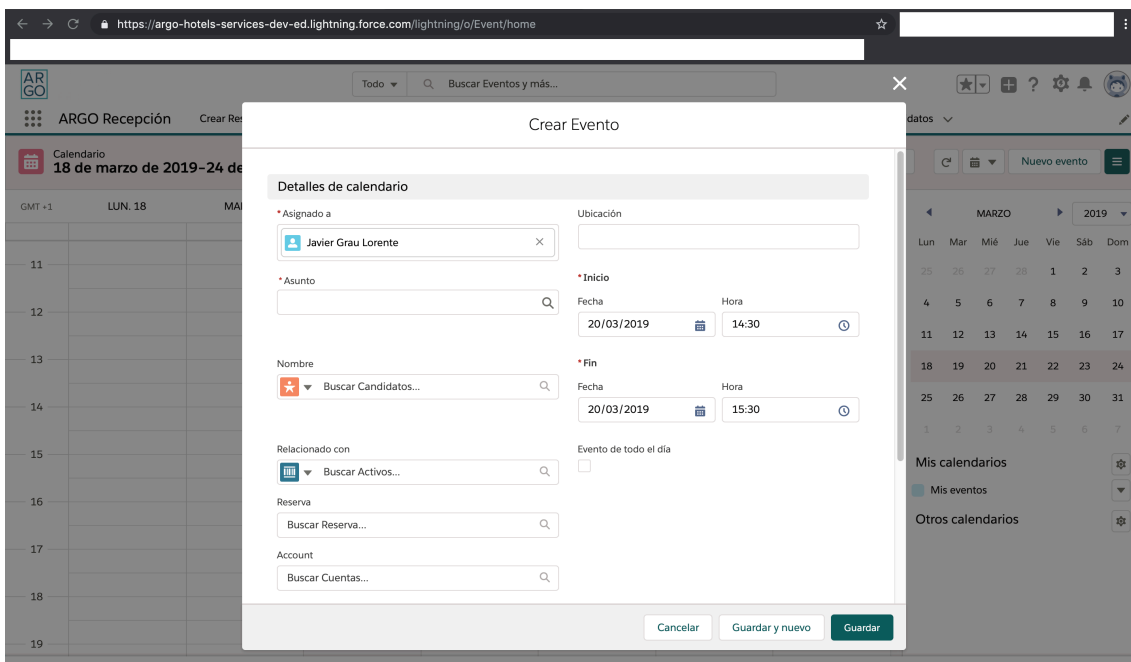 https://argo-hotels-services-dev-ed.lightning.force.com/lightning/o/Event/home
AR
GO
Todo
Buscar Eventos y más...
ARGO Recepción
Crear Res
datos
Calendario
18 de marzo de 2019–24 de
Nuevo evento
GMT +1
LUN. 18
MAR
11
12
13
14
15
16
17
18
19
Crear Evento
Detalles de calendario
*Asignado a
Javier Grau Lorente
*Asunto
Nombre
Buscar Candidatos...
Relacionado con
Buscar Activos...
Reserva
Buscar Reserva...
Account
Buscar Cuentas...
Ubicación
*Inicio
Fecha Hora
20/03/2019 14:30
*Fin
Fecha Hora
20/03/2019 15:30
Evento de todo el día
Cancelar
Guardar y nuevo
Guardar
MARZO 2019
Lun Mar Mié Jue Vie Sáb Dom
25 26 27 28 1 2 3
4 5 6 7 8 9 10
11 12 13 14 15 16 17
18 19 20 21 22 23 24
25 26 27 28 29 30 31
1 2 3 4 5 6 7
Mis calendarios
Mis eventos
Otros calendarios